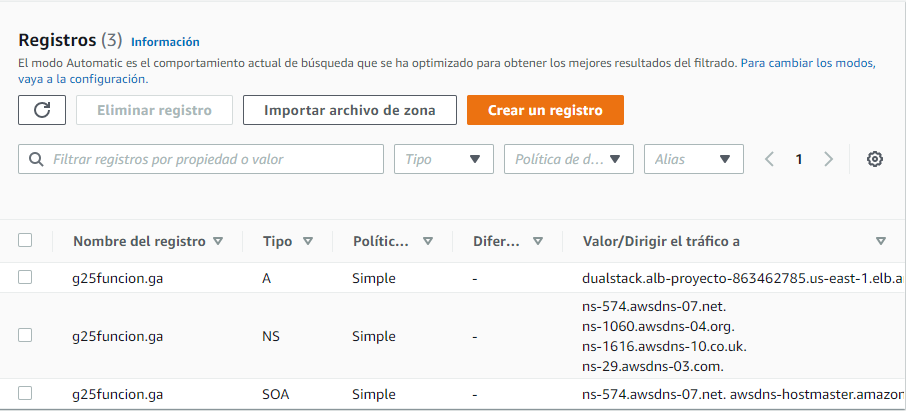 Registros (3) Información
El modo Automatic es el comportamiento actual de búsqueda que se ha optimizado para obtener los mejores resultados del filtrado. Para cambiar los modos,
vaya a la configuración.
Eliminar registro Importar archivo de zona Crear un registro
Filtrar registros por propiedad o valor Tipo Política de d... Alias 1
Nombre del registro Tipo Polític... Difer... Valor/Dirigir el tráfico a
g25funcion.ga A Simple - dualstack.alb-proyecto-863462785.us-east-1.elb.a
ns-574.awsdns-07.net.
ns-1060.awsdns-04.org.
g25funcion.ga NS Simple -
ns-1616.awsdns-10.co.uk.
ns-29.awsdns-03.com.
g25funcion.ga SOA Simple - ns-574.awsdns-07.net. awsdns-hostmaster.amazon